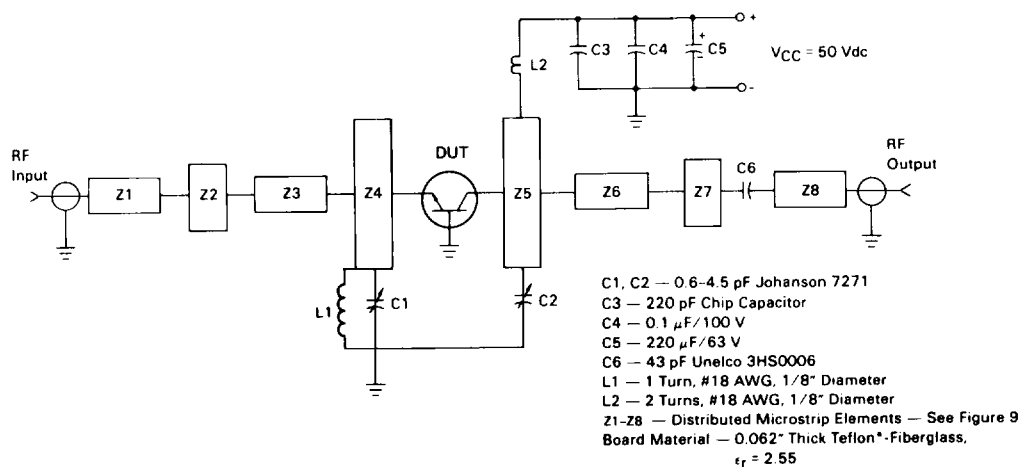 +
C3
C4
+
C5
–
L2
VCC = 50 Vdc
-
RF
Input
Z1
Z2
Z3
Z4
DUT
Z5
Z6
Z7
C6
Z8
RF
Output
L1
C1
C2
C1, C2 — 0.6–4.5 pF Johanson 7271
C3 — 220 pF Chip Capacitor
C4 — 0.1 μF/100 V
C5 — 220 μF/63 V
C6 — 43 pF Unelco 3HS0006
L1 — 1 Turn, #18 AWG, 1/8" Diameter
L2 — 2 Turns, #18 AWG, 1/8" Diameter
Z1–Z8 — Distributed Microstrip Elements — See Figure 9
Board Material — 0.062" Thick Teflon*-Fiberglass,
εr = 2.55